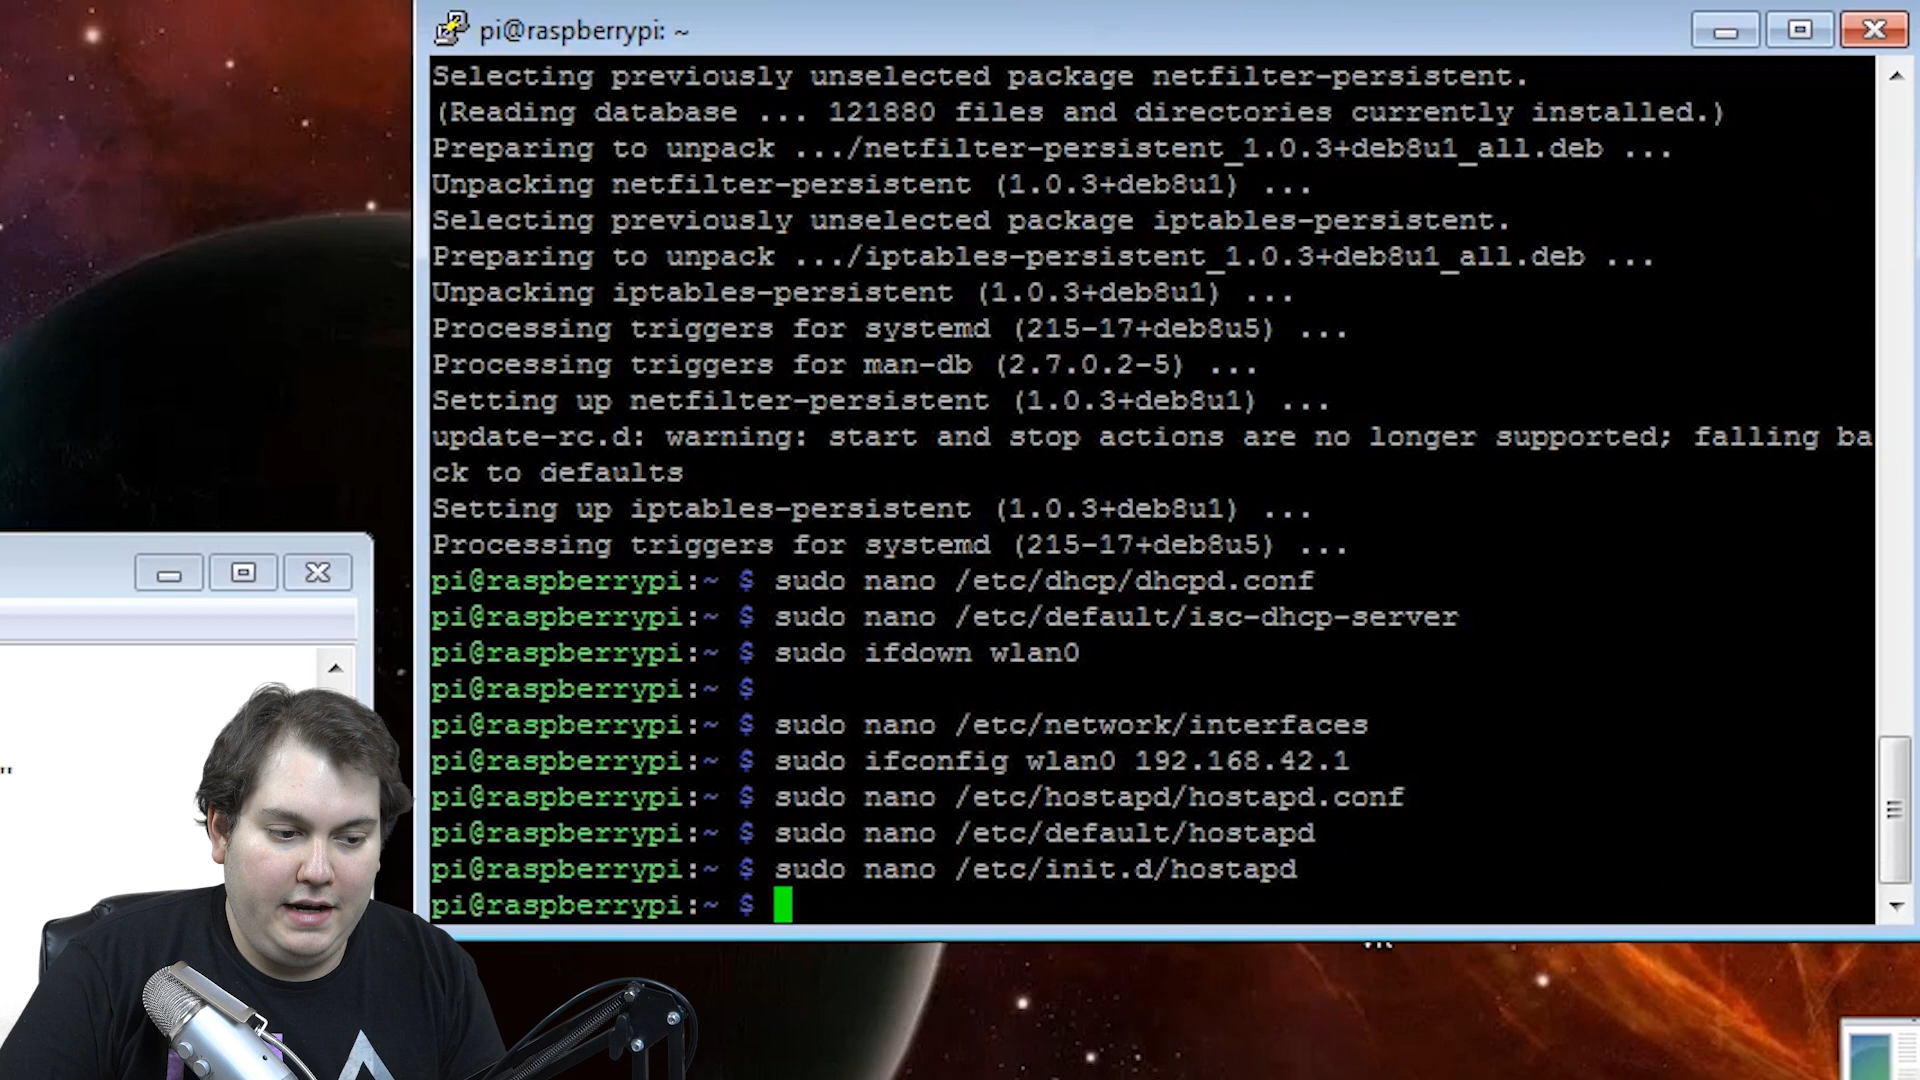 pi@raspberrypi: ~
Selecting previously unselected package netfilter-persistent.
(Reading database ... 121880 files and directories currently installed.)
Preparing to unpack .../netfilter-persistent_1.0.3+deb8u1_all.deb ...
Unpacking netfilter-persistent (1.0.3+deb8u1) ...
Selecting previously unselected package iptables-persistent.
Preparing to unpack .../iptables-persistent_1.0.3+deb8u1_all.deb ...
Unpacking iptables-persistent (1.0.3+deb8u1) ...
Processing triggers for systemd (215-17+deb8u5) ...
Processing triggers for man-db (2.7.0.2-5) ...
Setting up netfilter-persistent (1.0.3+deb8u1) ...
update-rc.d: warning: start and stop actions are no longer supported; falling ba
ck to defaults
Setting up iptables-persistent (1.0.3+deb8u1) ...
Processing triggers for systemd (215-17+deb8u5) ...
pi@raspberrypi:~ $ sudo nano /etc/dhcp/dhcpd.conf
pi@raspberrypi:~ $ sudo nano /etc/default/isc-dhcp-server
pi@raspberrypi:~ $ sudo ifdown wlan0
pi@raspberrypi:~ $
pi@raspberrypi:~ $ sudo nano /etc/network/interfaces
pi@raspberrypi:~ $ sudo ifconfig wlan0 192.168.42.1
pi@raspberrypi:~ $ sudo nano /etc/hostapd/hostapd.conf
pi@raspberrypi:~ $ sudo nano /etc/default/hostapd
pi@raspberrypi:~ $ sudo nano /etc/init.d/hostapd
pi@raspberrypi:~ $